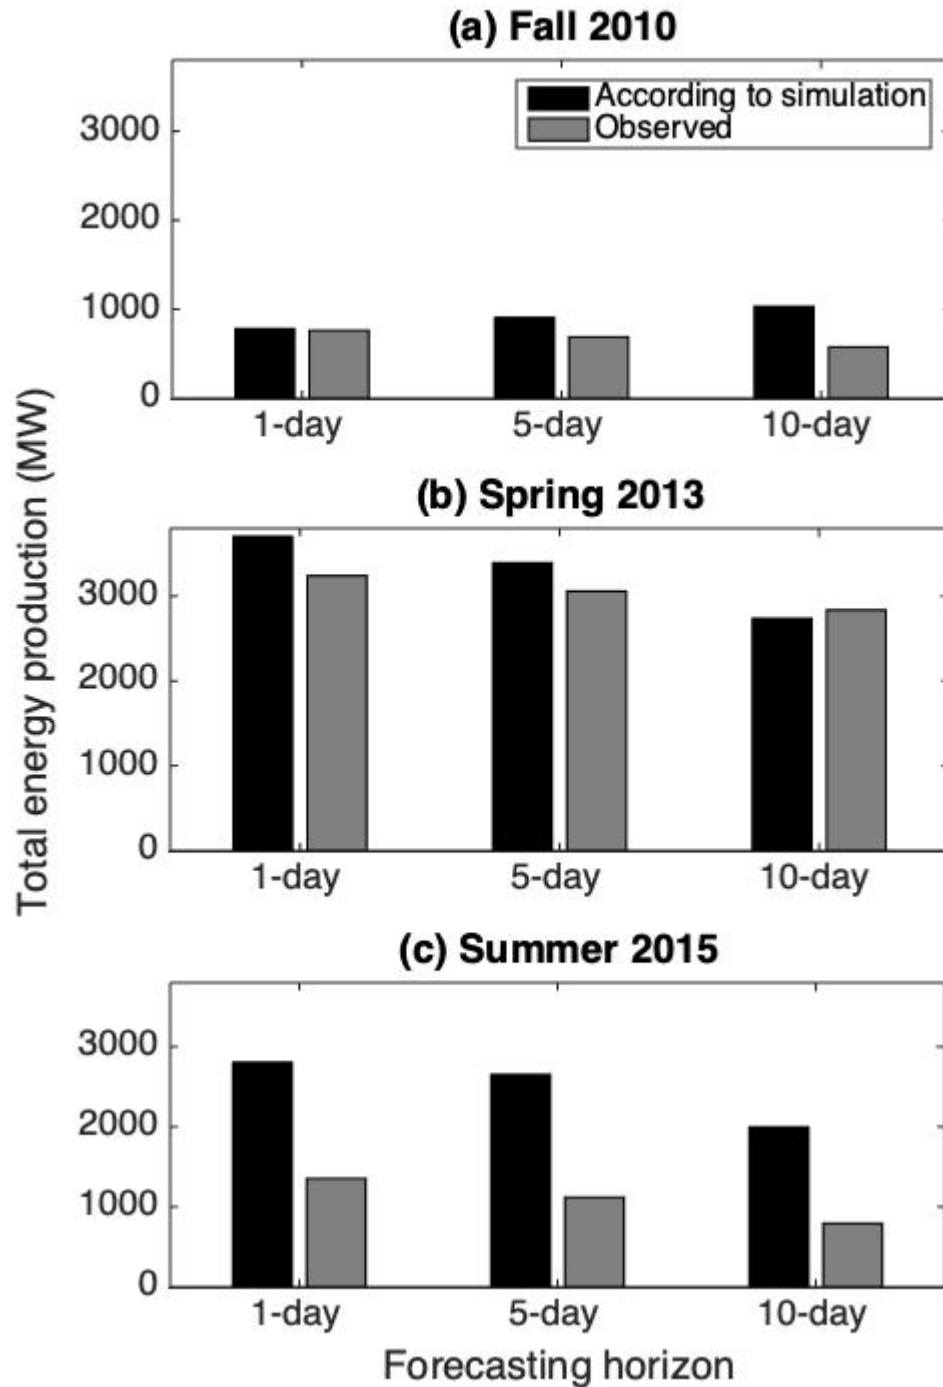 (a) Fall 2010
According to simulation
Observed
3000
2000
1000
0
1-day 5-day 10-day
Total energy production (MW)
(b) Spring 2013
3000
2000
1000
0
1-day 5-day 10-day
(c) Summer 2015
3000
2000
1000
0
1-day 5-day 10-day
Forecasting horizon